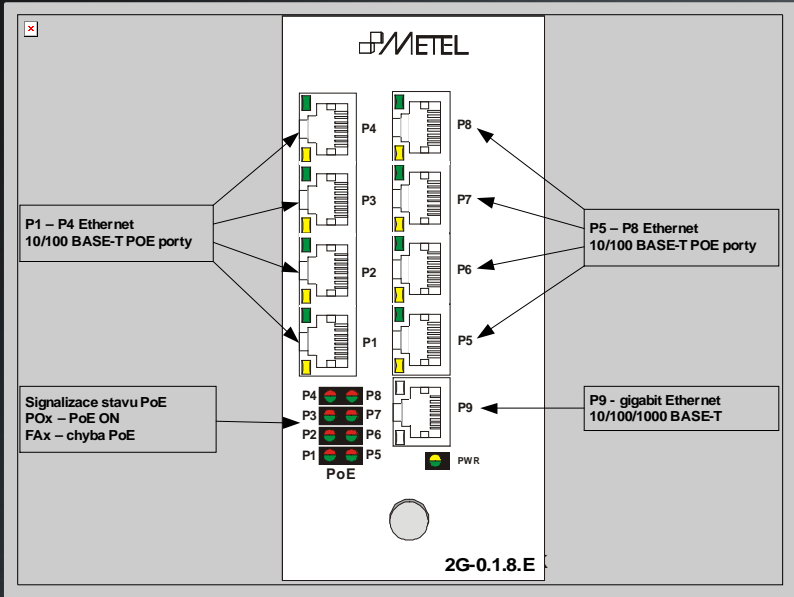 METEL
P4
P8
P3
P7
P1 – P4 Ethernet
10/100 BASE-T POE porty
P5 – P8 Ethernet
10/100 BASE-T POE porty
P2
P6
P1
P5
Signalizace stavu PoE
POx – PoE ON
FAx – chyba PoE
P4 P8
P3 P7
P2 P6
P1 P5
PoE
P9
P9 - gigabit Ethernet
10/100/1000 BASE-T
PWR
2G-0.1.8.E